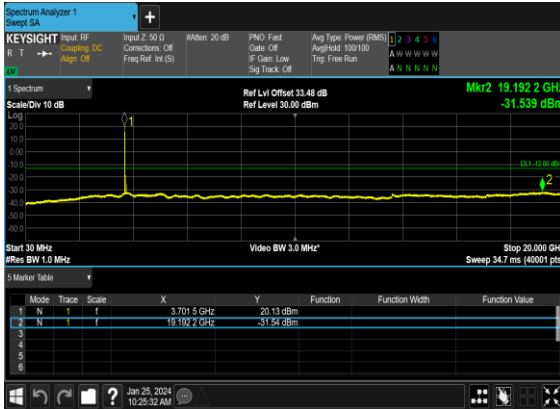 Spectrum Analyzer 1
Swept SA
+
KEYSIGHT
R T
LV
Input: RF
Coupling: DC
Align: Off
Input Z: 50 Ω
Corrections: Off
Freq Ref: Int (S)
#Atten: 20 dB
PNO: Fast
Gate: Off
IF Gain: Low
Sig Track: Off
Avg Type: Power (RMS)
Avg|Hold: 100/100
Trig: Free Run
1 2 3 4 5 6
A W W W W W
A N N N N N
1 Spectrum
Scale/Div 10 dB
Ref Lvl Offset 33.48 dB
Ref Level 30.00 dBm
Mkr2 19.192 2 GHz
-31.539 dBm
Log
20.0
10.0
0.00
-10.0
-20.0
-30.0
-40.0
-50.0
-60.0
1
DL1 -13.00 dBm
2
Start 30 MHz
#Res BW 1.0 MHz
Video BW 3.0 MHz*
Stop 20.000 GHz
Sweep 34.7 ms (40001 pts)
5 Marker Table
Mode Trace Scale X Y Function Function Width Function Value
1 N 1 f 3.701 5 GHz 20.13 dBm
2 N 1 f 19.192 2 GHz -31.54 dBm
3
4
5
6
?
Jan 25, 2024
10:25:32 AM